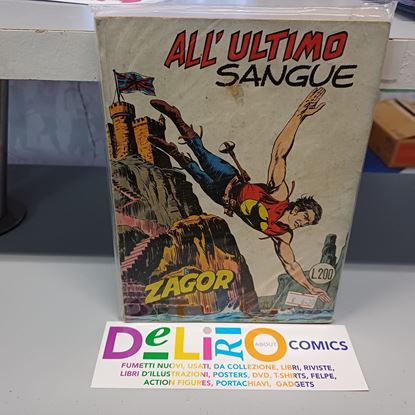 ALL'ULTIMO
SANGUE
L.200
ZAGOR
DeLiRiO ABOUT COMICS
FUMETTI NUOVI, USATI, DA COLLEZIONE, LIBRI, RIVISTE,
LIBRI D'ILLUSTRAZIONI, POSTERS, DVD, T-SHIRTS, FELPE,
ACTION FIGURES, PORTACHIAVI, GADGETS